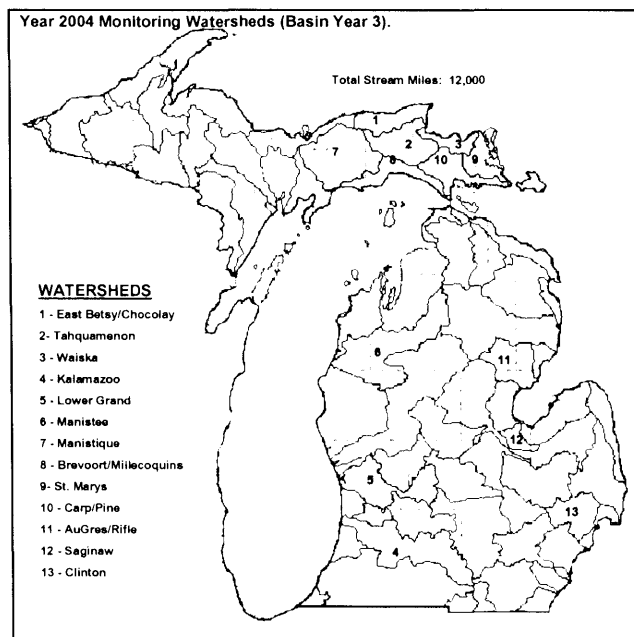 Year 2004 Monitoring Watersheds (Basin Year 3).
Total Stream Miles: 12,000
1
2
3
7
8
10
9
WATERSHEDS
1 - East Betsy/Chocolay
2- Tahquamenon
3 - Waiska
4 - Kalamazoo
5 - Lower Grand
6 - Manistee
7 - Manistique
8 - Brevoort/Millecoquins
9- St. Marys
10 - Carp/Pine
11 - AuGres/Rifle
12 - Saginaw
13 - Clinton
6
11
12
5
13
4